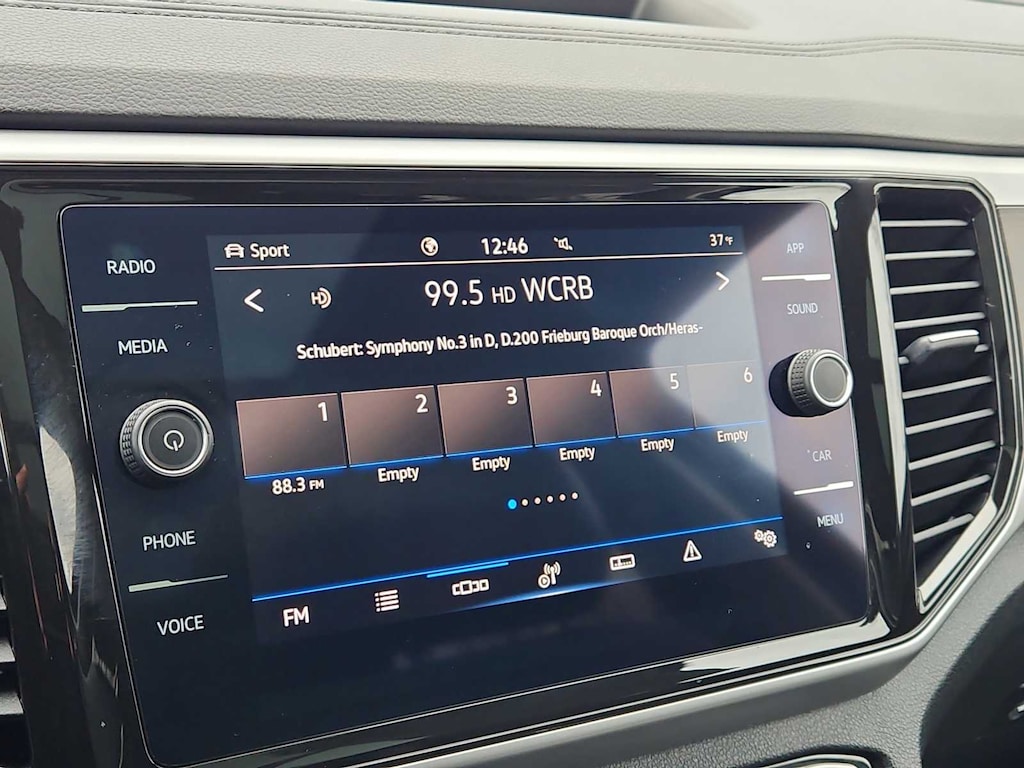 RADIO
MEDIA
PHONE
VOICE
Sport 12:46 37°F
99.5 HD WCRB
Schubert: Symphony No.3 in D, D.200 Frieburg Baroque Orch/Heras-
1 2 3 4 5 6
88.3 FM Empty Empty Empty Empty Empty
FM
APP
SOUND
CAR
MENU